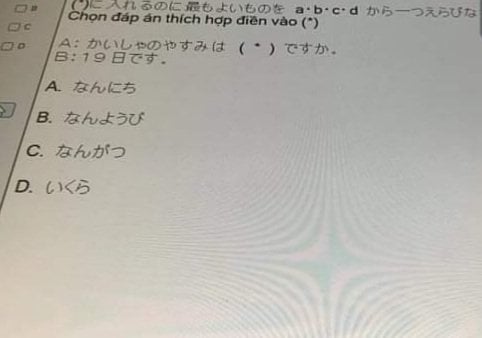 (*)に入れるのに最もよいものを a・b・c・d から一つえらびな
Chọn đáp án thích hợp điền vào (*)
A：かいしゃのやすみは（ * ）ですか。
B：１９日です。
A. なんにち
B. なんようび
C. なんがつ
D. いくら
B
C
D